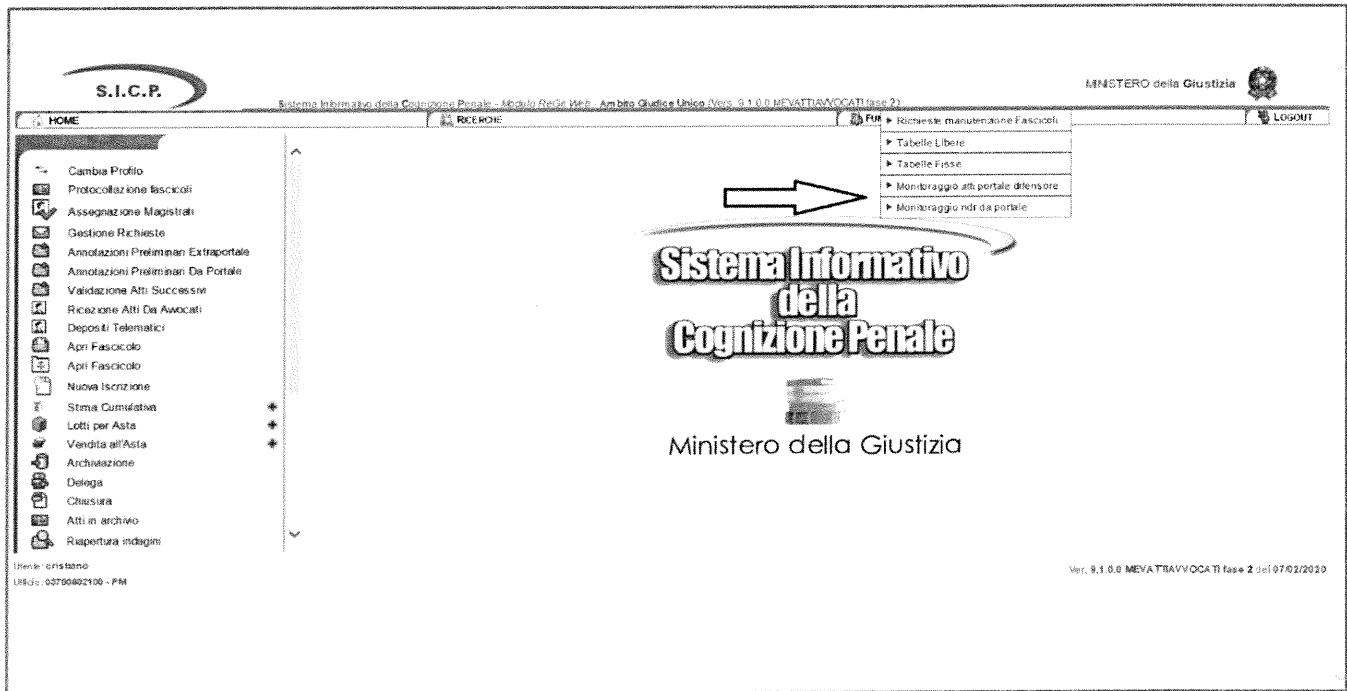 S.I.C.P.
MINISTERO della Giustizia
Sistema Informativo della Cognizione Penale - Modulo ReGe Web - Ambito Giudice Unico (Vers. 9.1.0.0 MEVATTIAVVOCATI fase 2)
HOME
RICERCHE
FUN
LOGOUT
Richieste manutenzione Fascicoli
Tabelle Libere
Tabelle Fisse
Monitoraggio atti portale difensore
Monitoraggio ndr da portale
Cambia Profilo
Protocollazione fascicoli
Assegnazione Magistrati
Gestione Richieste
Annotazioni Preliminari Extraportale
Annotazioni Preliminari Da Portale
Validazione Atti Successivi
Ricezione Atti Da Avvocati
Depositi Telematici
Apri Fascicolo
Apri Fascicolo
Nuova Iscrizione
Stima Cumulativa
Lotti per Asta
Vendita all'Asta
Archiviazione
Delega
Chiusura
Atti in archivio
Riapertura indagini
Sistema Informativo
della
Cognizione Penale
Ministero della Giustizia
Utente: cristiano
Ufficio: 03700802100 - PM
Ver. 9.1.0.0 MEVATTIAVVOCATI fase 2 del 07/02/2020